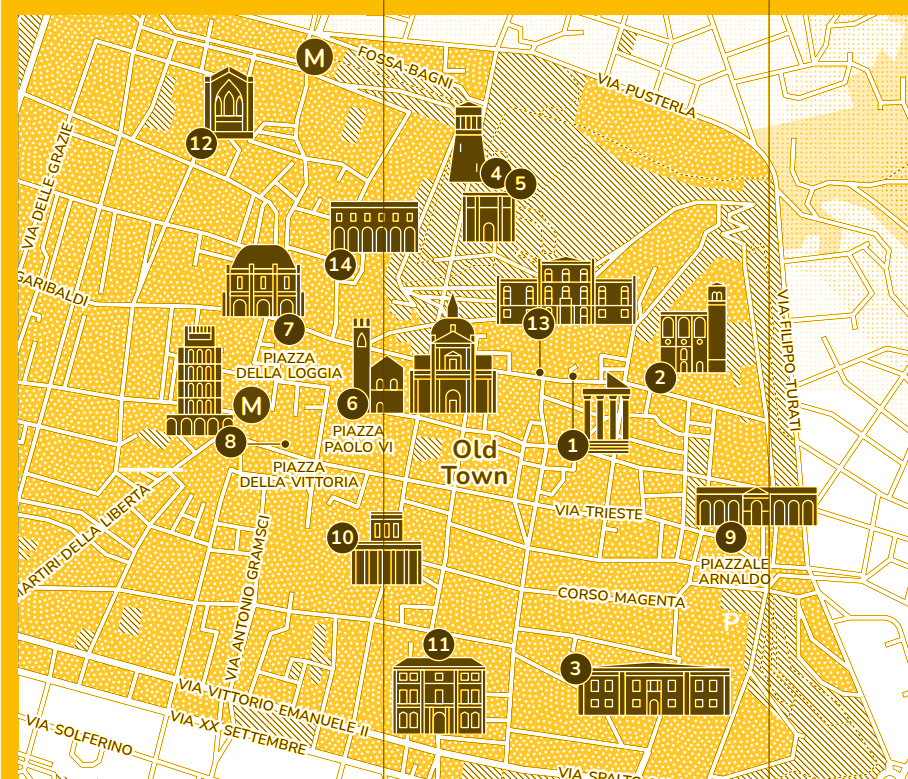 M
FOSSA BAGNI
VIA PUSTERLA
12
4
5
VIA DELLE GRAZIE
14
GARIBALDI
7
13
VIA FILIPPO TURATI
PIAZZA
DELLA LOGGIA
2
M
6
8
PIAZZA
PAOLO VI
1
Old
Town
PIAZZA
DELLA VITTORIA
VIA TRIESTE
MARTIRI DELLA LIBERTÀ
10
9
PIAZZALE
ARNALDO
VIA ANTONIO GRAMSCI
CORSO MAGENTA
P
11
3
VIA VITTORIO EMANUELE II
VIA XX SETTEMBRE
VIA SOLFERINO
VIA SPALTO